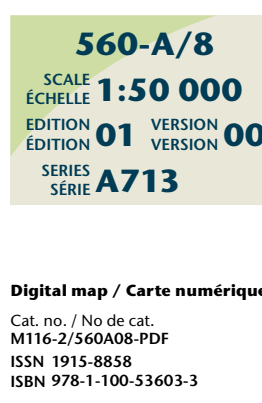 560-A/8
SCALE
ÉCHELLE 1:50 000
EDITION
ÉDITION 01 VERSION
VERSION 00
SERIES
SÉRIE A713
Digital map / Carte numérique
Cat. no. / No de cat.
M116-2/560A08-PDF
ISSN 1915-8858
ISBN 978-1-100-53603-3